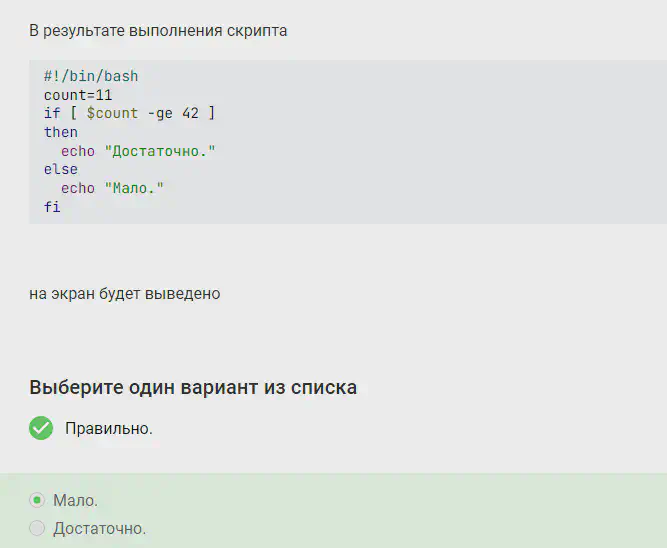 В результате выполнения скрипта
#!/bin/bash
count=11
if [ $count -ge 42 ]
then
  echo "Достаточно."
else
  echo "Мало."
fi
на экран будет выведено
Выберите один вариант из списка
Правильно.
Мало.
Достаточно.